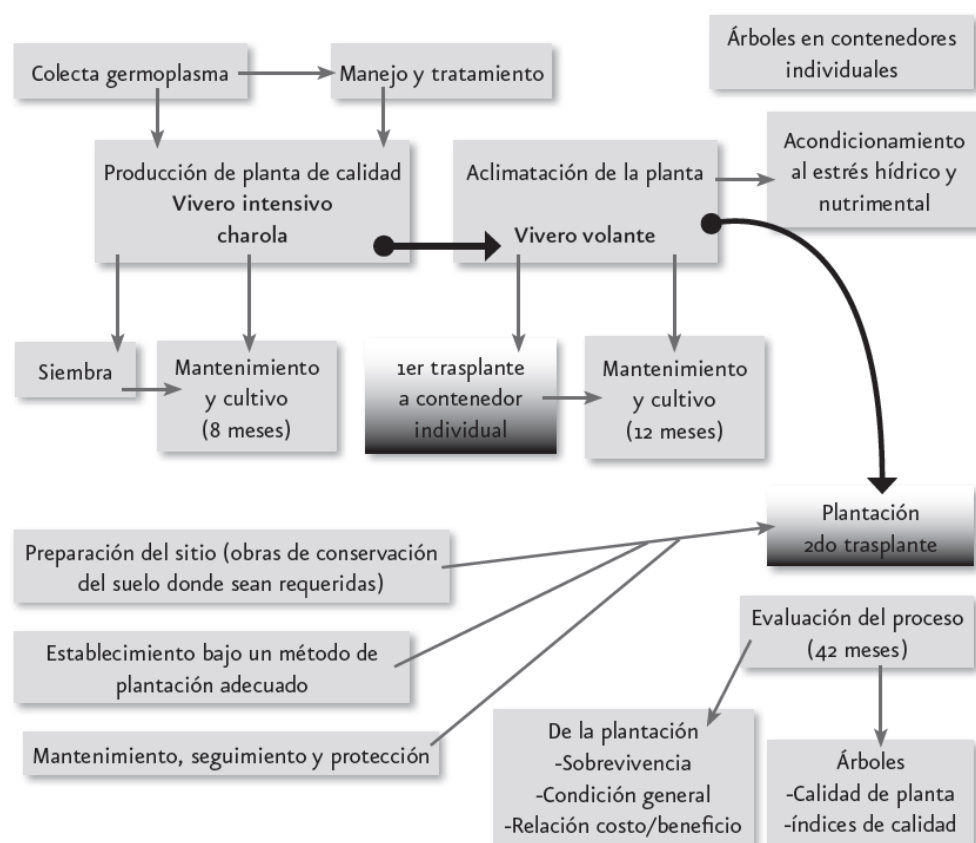 Árboles en contenedores
individuales
Colecta germoplasma
Manejo y tratamiento
Producción de planta de calidad
Vivero intensivo
charola
Aclimatación de la planta
Vivero volante
Acondicionamiento
al estrés hídrico y
nutrimental
Siembra
Mantenimiento
y cultivo
(8 meses)
1er trasplante
a contenedor
individual
Mantenimiento
y cultivo
(12 meses)
Plantación
2do trasplante
Preparación del sitio (obras de conservación
del suelo donde sean requeridas)
Establecimiento bajo un método de
plantación adecuado
Mantenimiento, seguimiento y protección
Evaluación del proceso
(42 meses)
De la plantación
-Sobrevivencia
-Condición general
-Relación costo/beneficio
Árboles
-Calidad de planta
-índices de calidad